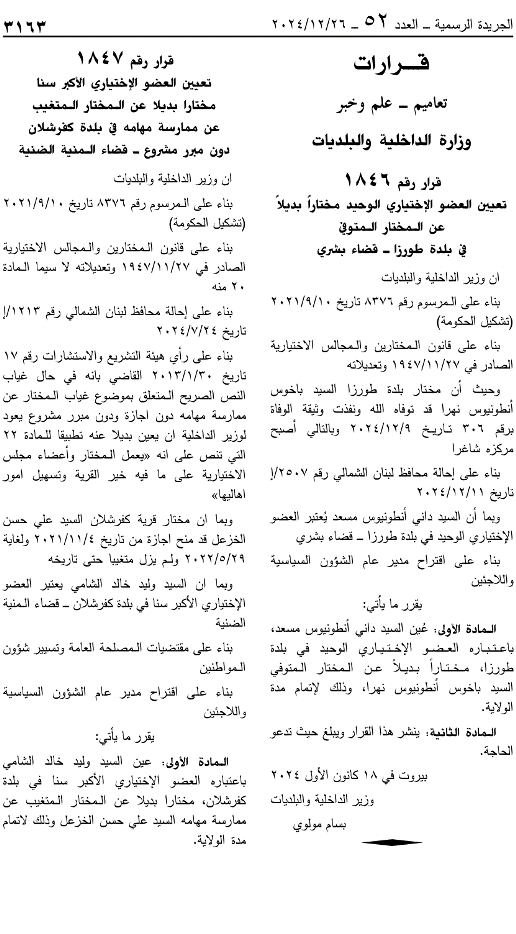 الجريدة الرسمية ــ العدد ٥٢ ــ ٢٠٢٤/١٢/٢٦
٣١٦٣
قـرارات
تعاميم ــ علم وخبر
وزارة الداخلية والبلديات
قرار رقم ١٨٤٦
تعيين العضو الإختياري الوحيد مختاراً بديلاً
عن المختار المتوفي
في بلدة طورزا ــ قضاء بشري
ان وزير الداخلية والبلديات
بناء على المرسوم رقم ٨٣٧٦ تاريخ ٢٠٢١/٩/١٠
(تشكيل الحكومة)
بناء على قانون المختارين والمجالس الاختيارية
الصادر في ١٩٤٧/١١/٢٧ وتعديلاته
وحيث أن مختار بلدة طورزا السيد باخوس
أنطونيوس نهرا قد توفاه الله ونفذت وثيقة الوفاة
برقم ٣٠٦ تاريخ ٢٠٢٤/١٢/٩ وبالتالي أصبح
مركزه شاغرا
بناء على إحالة محافظ لبنان الشمالي رقم ٢٥٠٧/إ
تاريخ ٢٠٢٤/١٢/١١
وبما أن السيد داني أنطونيوس مسعد يُعتبر العضو
الإختياري الوحيد في بلدة طورزا ــ قضاء بشري
بناء على اقتراح مدير عام الشؤون السياسية
واللاجئين
يقرر ما يأتي:
المادة الأولى: عُين السيد داني أنطونيوس مسعد،
باعتباره العضو الإختياري الوحيد في بلدة
طورزا، مختاراً بديلاً عن المختار المتوفي
السيد باخوس أنطونيوس نهرا، وذلك لإتمام مدة
الولاية.
المادة الثانية: ينشر هذا القرار ويبلغ حيث تدعو
الحاجة.
بيروت في ١٨ كانون الأول ٢٠٢٤
وزير الداخلية والبلديات
بسام مولوي
قرار رقم ١٨٤٧
تعيين العضو الإختياري الأكبر سنا
مختارا بديلا عن المختار المتغيب
عن ممارسة مهامه في بلدة كفرشلان
دون مبرر مشروع ــ قضاء المنية الضنية
ان وزير الداخلية والبلديات
بناء على المرسوم رقم ٨٣٧٦ تاريخ ٢٠٢١/٩/١٠
(تشكيل الحكومة)
بناء على قانون المختارين والمجالس الاختيارية
الصادر في ١٩٤٧/١١/٢٧ وتعديلاته لا سيما المادة
٢٠ منه
بناء على إحالة محافظ لبنان الشمالي رقم ١٢١٣/إ
تاريخ ٢٠٢٤/٧/٢٤
بناء على رأي هيئة التشريع والاستشارات رقم ١٧
تاريخ ٢٠١٣/١/٣٠ القاضي بانه في حال غياب
النص الصريح المتعلق بموضوع غياب المختار عن
ممارسة مهامه دون اجازة ودون مبرر مشروع يعود
لوزير الداخلية ان يعين بديلا عنه تطبيقا للمادة ٢٢
التي تنص على انه «يعمل المختار وأعضاء مجلس
الاختيارية على ما فيه خير القرية وتسهيل امور
اهاليها»
وبما ان مختار قرية كفرشلان السيد علي حسن
الخزعل قد منح اجازة من تاريخ ٢٠٢١/١١/٤ ولغاية
٢٠٢٢/٥/٢٩ ولم يزل متغيبا حتى تاريخه
وبما ان السيد وليد خالد الشامي يعتبر العضو
الإختياري الأكبر سنا في بلدة كفرشلان ــ قضاء المنية
الضنية
بناء على مقتضيات المصلحة العامة وتسيير شؤون
المواطنين
بناء على اقتراح مدير عام الشؤون السياسية
واللاجئين
يقرر ما يأتي:
المادة الأولى: عين السيد وليد خالد الشامي
باعتباره العضو الإختياري الأكبر سنا في بلدة
كفرشلان، مختارا بديلا عن المختار المتغيب عن
ممارسة مهامه السيد علي حسن الخزعل وذلك لاتمام
مدة الولاية.